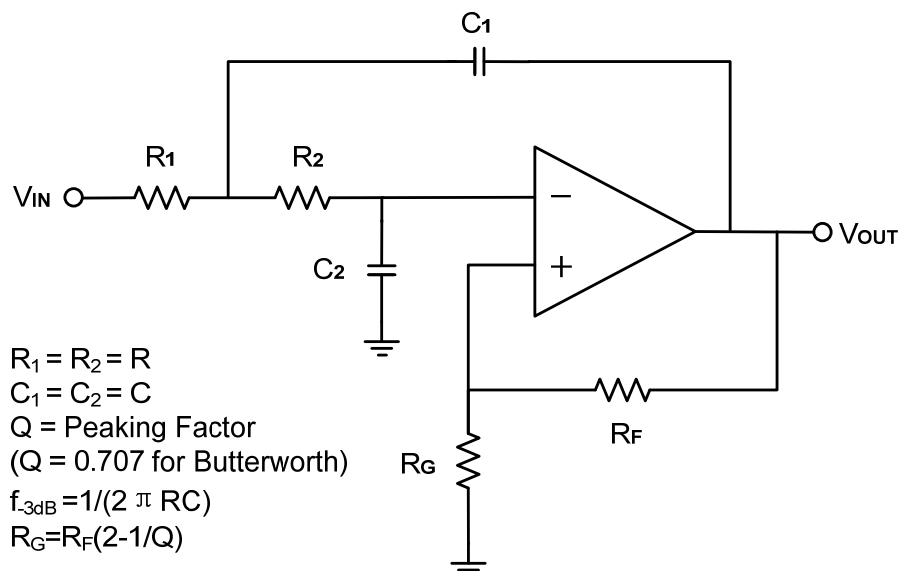 C1
R1
R2
VIN
−
VOUT
C2
+
R1 = R2 = R
C1 = C2 = C
Q = Peaking Factor
(Q = 0.707 for Butterworth)
f-3dB =1/(2 π RC)
RG=RF(2-1/Q)
RF
RG